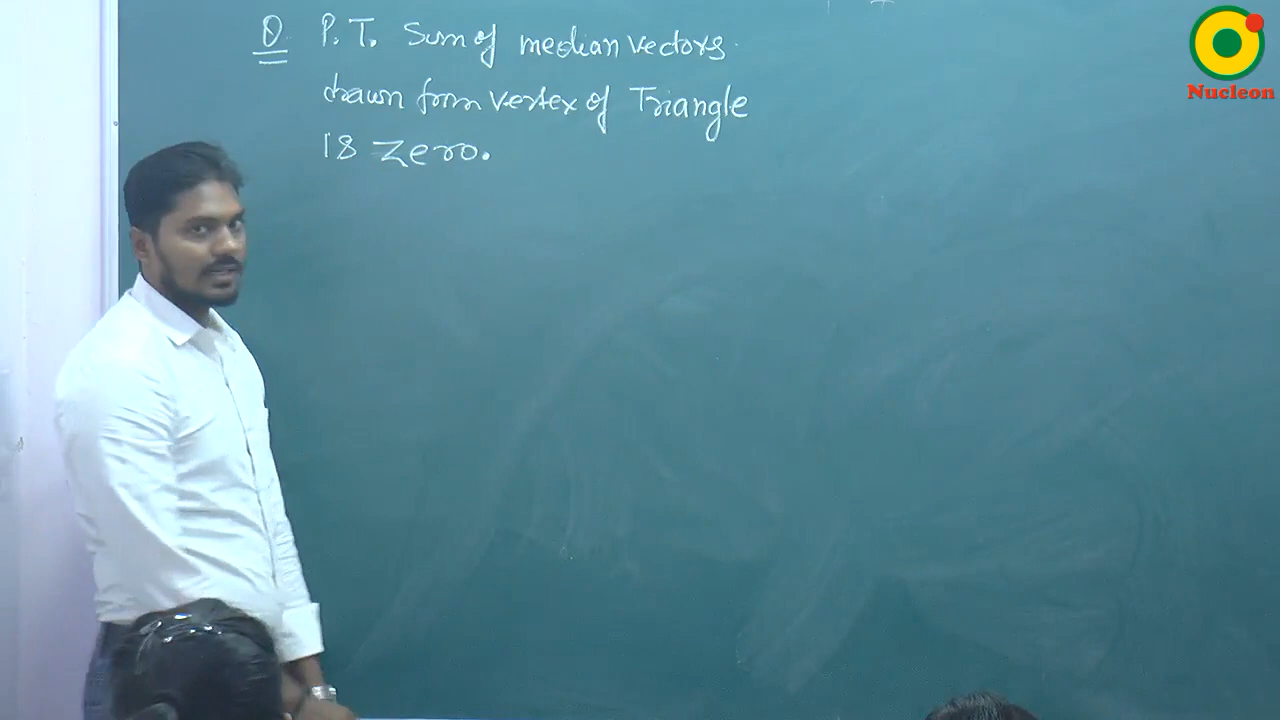 Q. P. T. Sum of median vectors
drawn from vertex of Triangle
is zero.
Nucleon